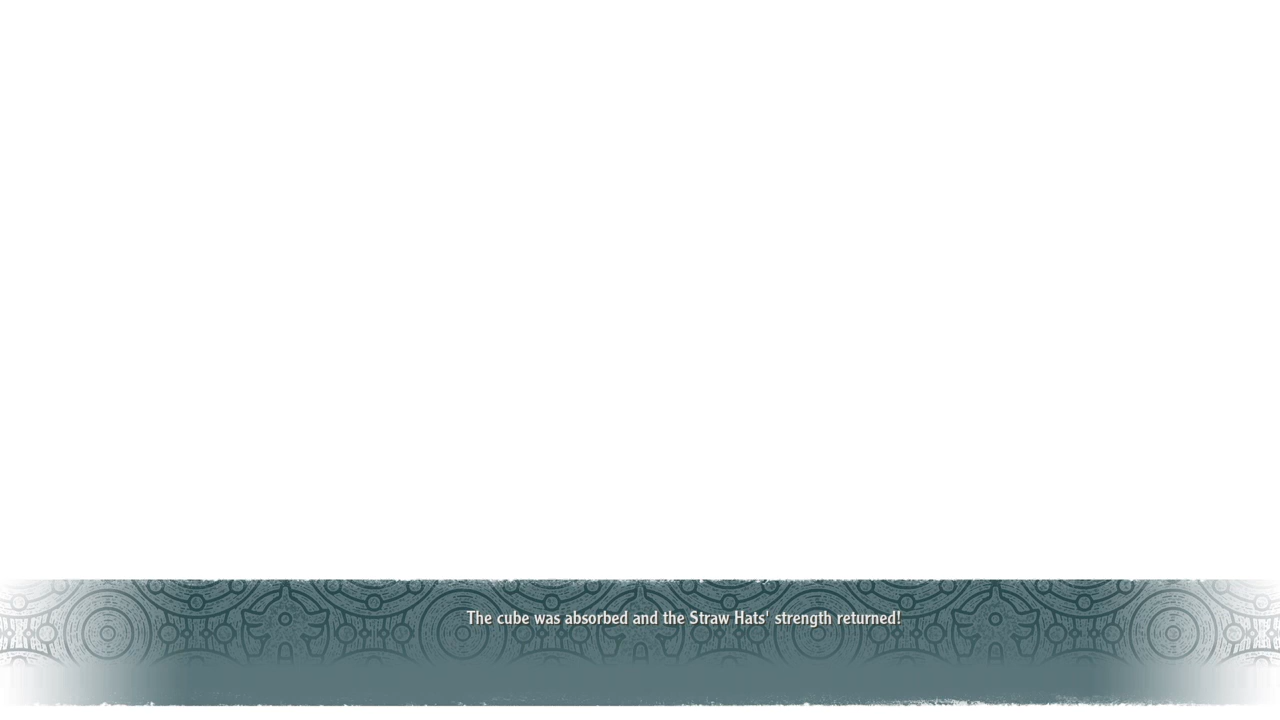 The cube was absorbed and the Straw Hats' strength returned!